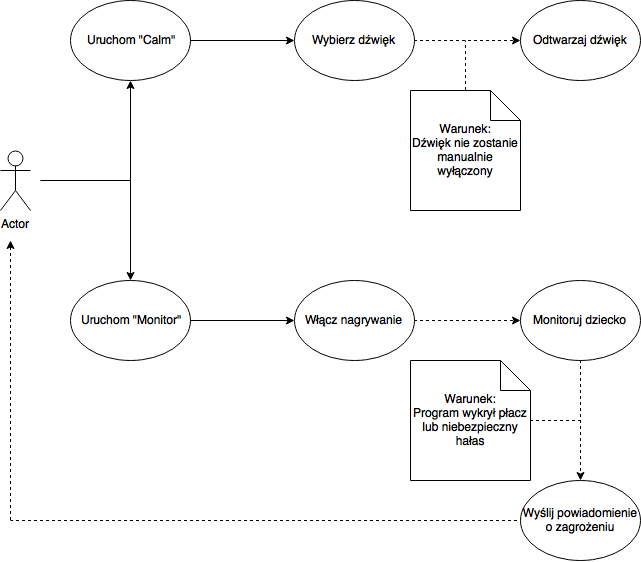 Uruchom "Calm"
Wybierz dźwięk
Odtwarzaj dźwięk
Warunek:
Dźwięk nie zostanie
manualnie
wyłączony
Actor
Uruchom "Monitor"
Włącz nagrywanie
Monitoruj dziecko
Warunek:
Program wykrył płacz
lub niebezpieczny
hałas
Wyślij powiadomienie
o zagrożeniu